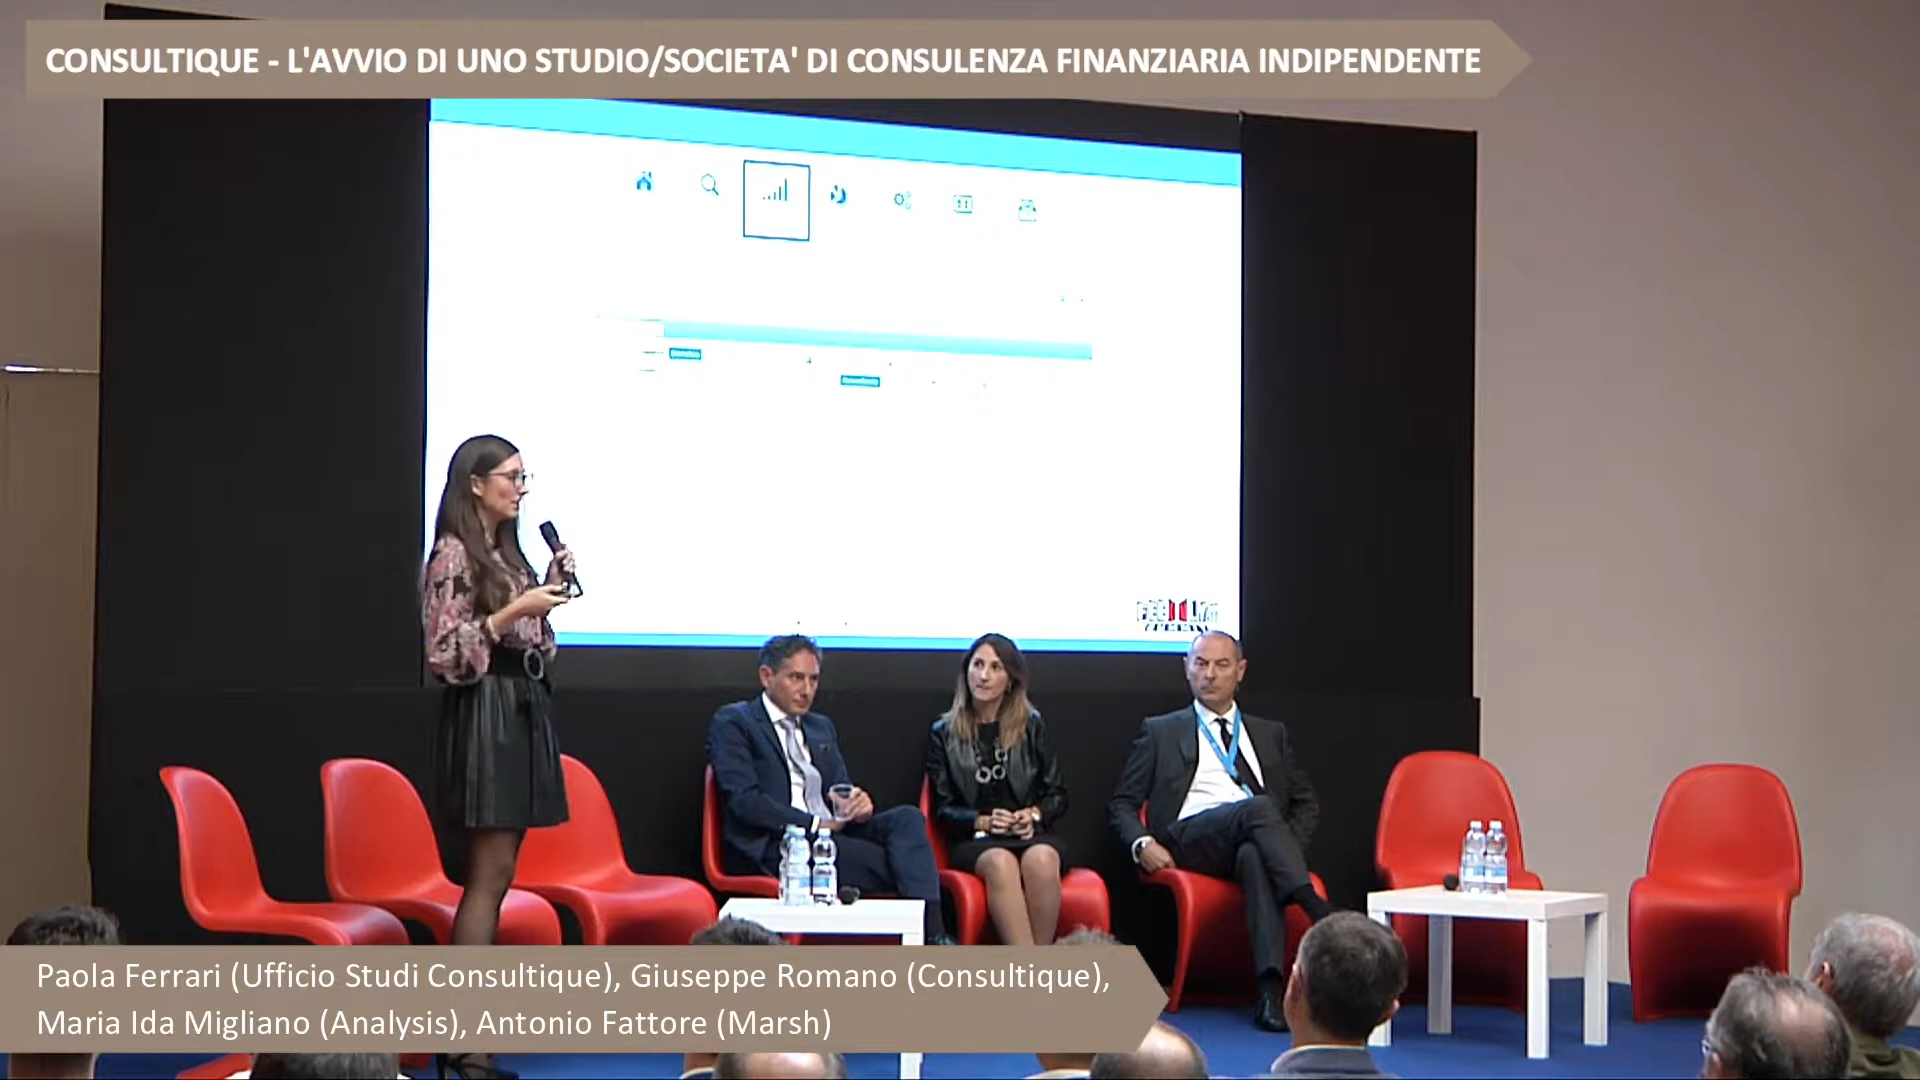 CONSULTIQUE - L'AVVIO DI UNO STUDIO/SOCIETA' DI CONSULENZA FINANZIARIA INDIPENDENTE
Paola Ferrari (Ufficio Studi Consultique), Giuseppe Romano (Consultique),
Maria Ida Migliano (Analysis), Antonio Fattore (Marsh)